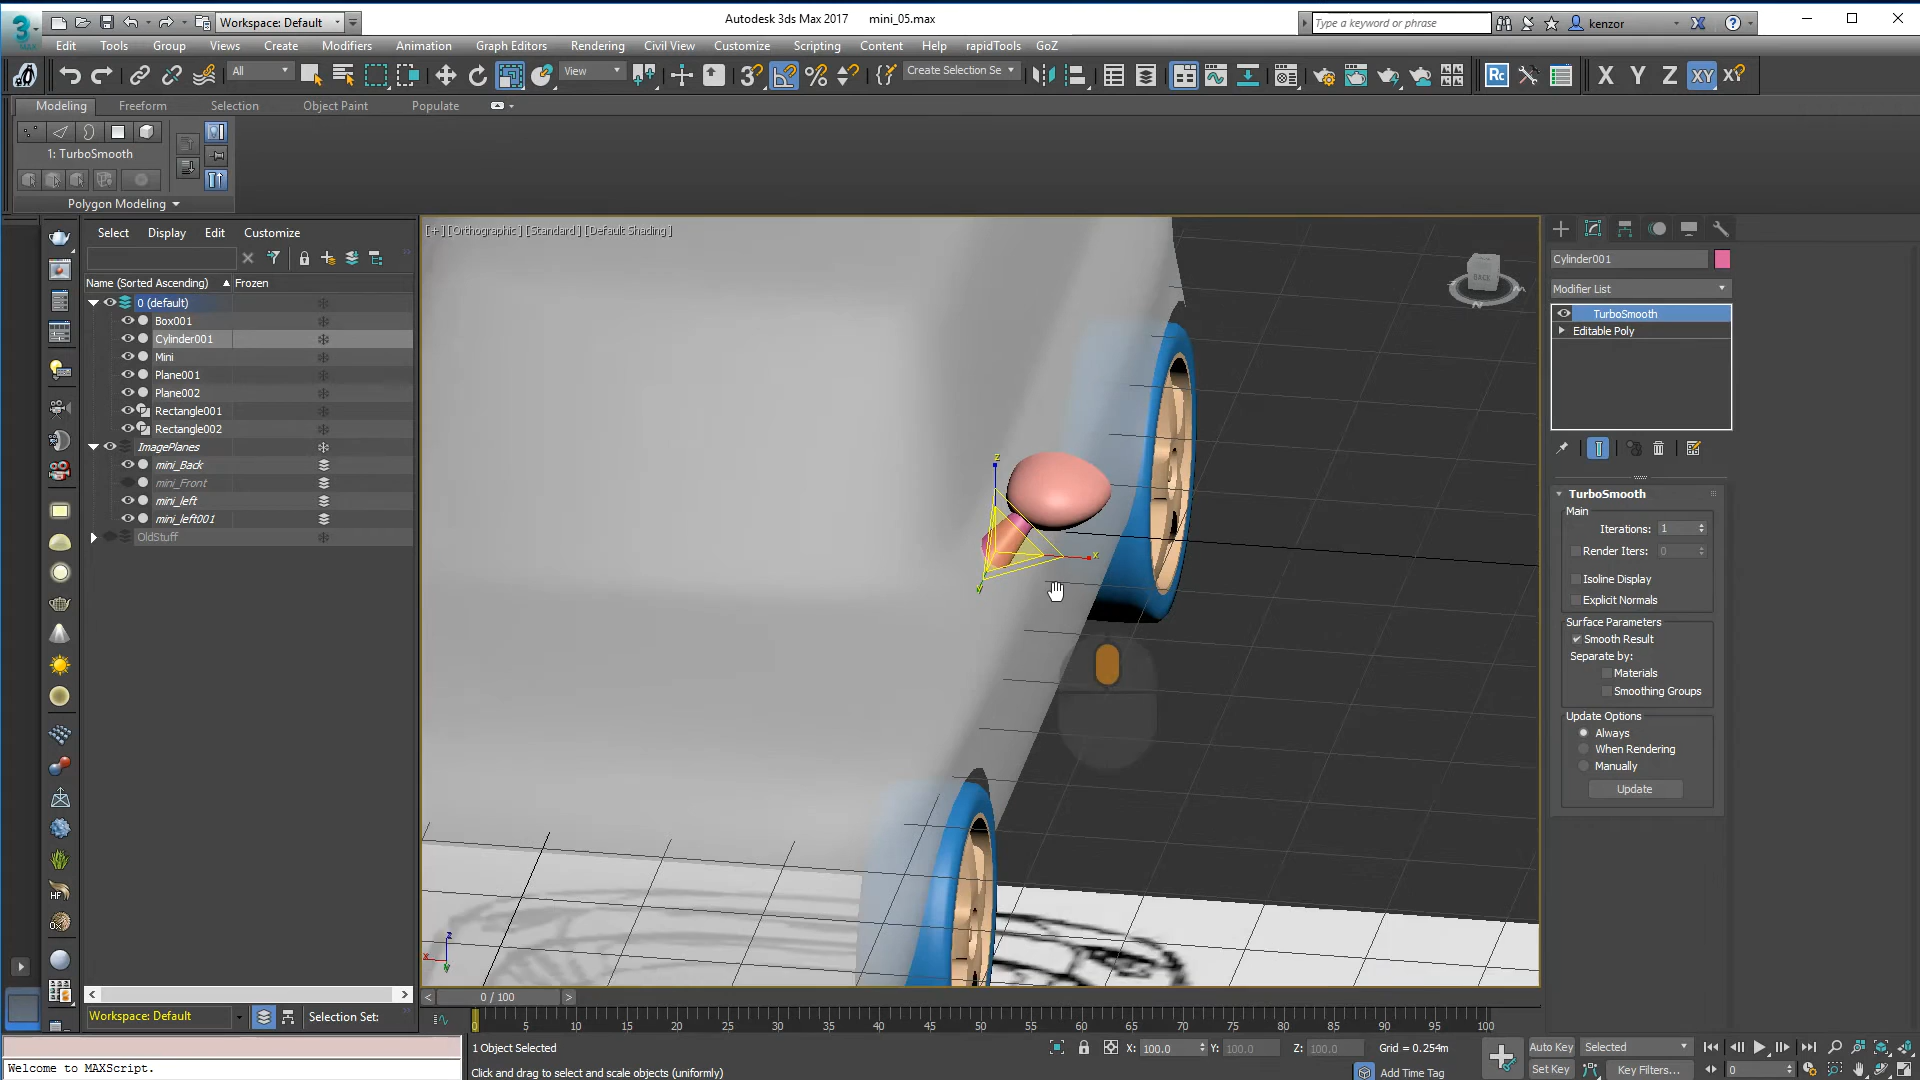 Workspace: Default
Autodesk 3ds Max 2017 mini_05.max
Type a keyword or phrase
kenzor
Edit Tools Group Views Create Modifiers Animation Graph Editors Rendering Civil View Customize Scripting Content Help rapidTools GoZ
All
View
Create Selection Se
X Y Z XY
Modeling Freeform Selection Object Paint Populate
1: TurboSmooth
Polygon Modeling
Select Display Edit Customize
Name (Sorted Ascending) Frozen
0 (default)
Box001
Cylinder001
Mini
Plane001
Plane002
Rectangle001
Rectangle002
ImagePlanes
mini_Back
mini_Front
mini_left
mini_left001
OldStuff
[+] [Orthographic] [Standard] [Default Shading]
BACK
z
x
y
Cylinder001
Modifier List
TurboSmooth
Editable Poly
TurboSmooth
Main
Iterations: 1
Render Iters: 0
Isoline Display
Explicit Normals
Surface Parameters
Smooth Result
Separate by:
Materials
Smoothing Groups
Update Options
Always
When Rendering
Manually
Update
0 / 100
Workspace: Default Selection Set:
0 5 10 15 20 25 30 35 40 45 50 55 60 65 70 75 80 85 90 95 100
1 Object Selected
X: 100.0 Y: 100.0 Z: 100.0 Grid = 0.254m
Auto Key Selected
Welcome to MAXScript.
Click and drag to select and scale objects (uniformly)
Add Time Tag
Set Key Key Filters...
0